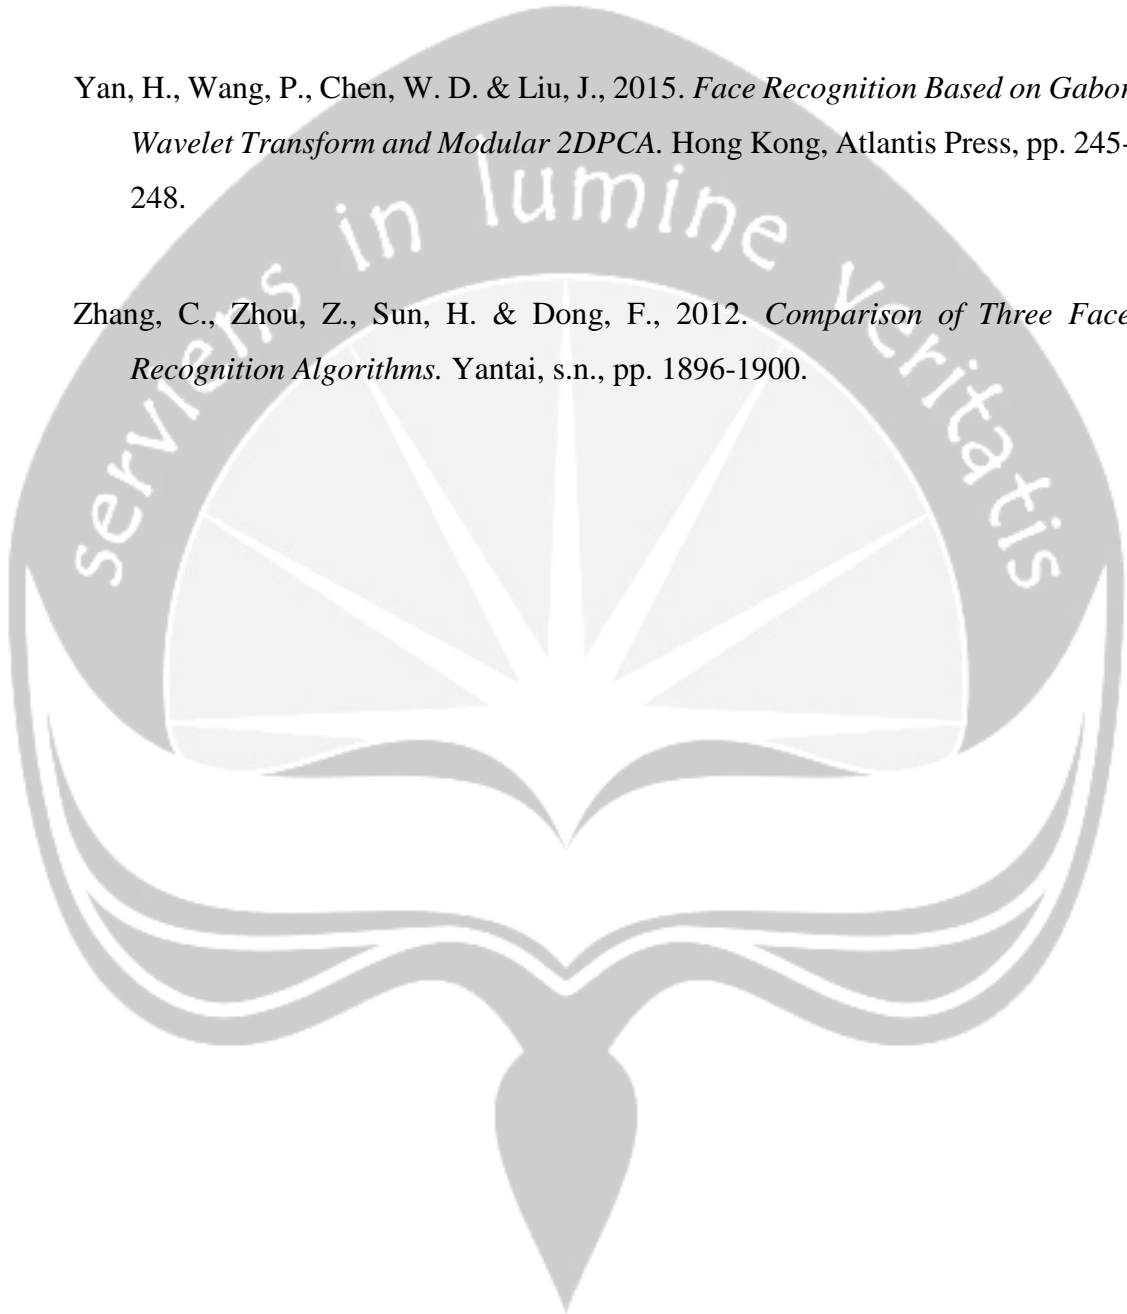 Yan, H., Wang, P., Chen, W. D. & Liu, J., 2015. Face Recognition Based on Gabor
Wavelet Transform and Modular 2DPCA. Hong Kong, Atlantis Press, pp. 245-
248.
serviens in lumine veritatis
Zhang, C., Zhou, Z., Sun, H. & Dong, F., 2012. Comparison of Three Face
Recognition Algorithms. Yantai, s.n., pp. 1896-1900.